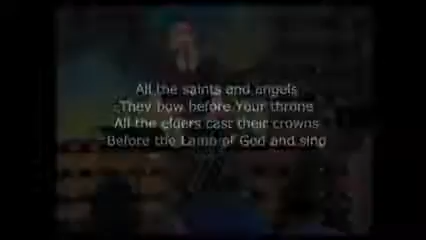 All the saints and angels
They bow before Your throne
All the elders cast their crowns
Before the Lamb of God and sing